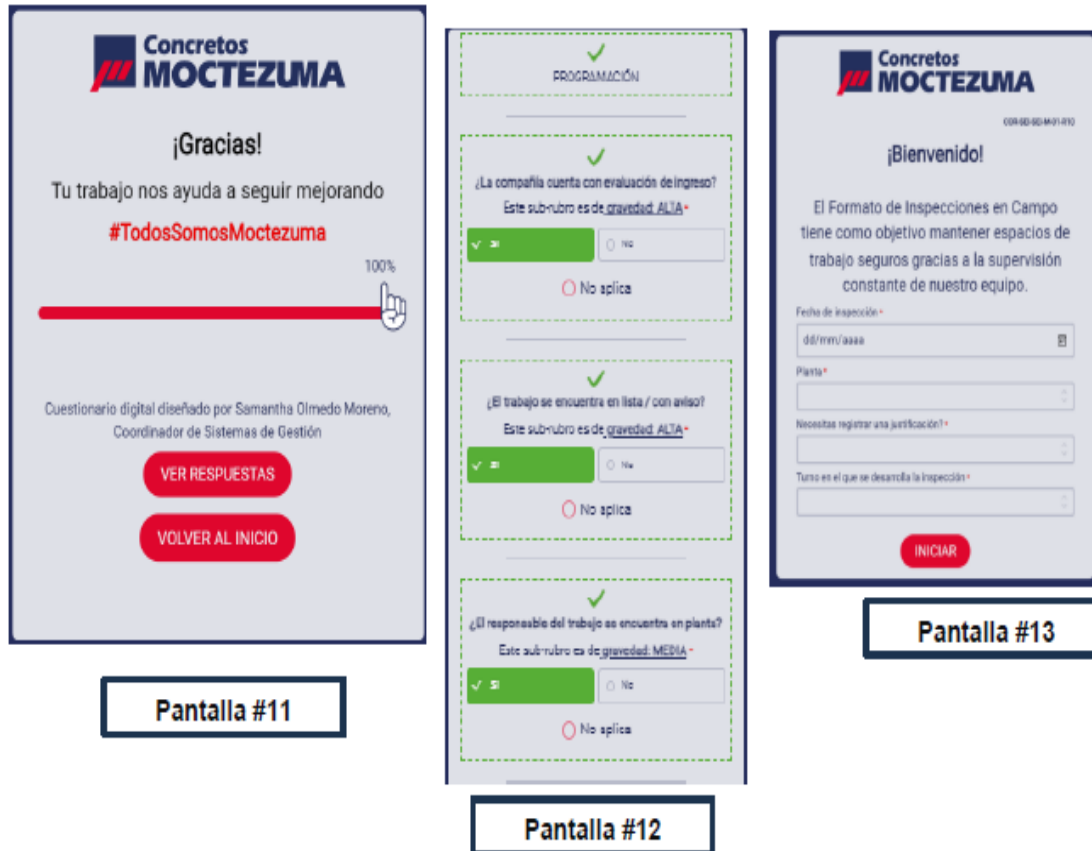 Concretos
MOCTEZUMA
¡Gracias!
Tu trabajo nos ayuda a seguir mejorando
#TodosSomosMoctezuma
100%
Cuestionario digital diseñado por Samantha Olmedo Moreno,
Coordinador de Sistemas de Gestión
VER RESPUESTAS
VOLVER AL INICIO
Pantalla #11
PROGRAMACIÓN
¿La compañía cuenta con evaluación de ingreso?
Este sub-rubro es de gravedad: ALTA *
SI
No
No aplica
¿El trabajo se encuentra en lista / con aviso?
Este sub-rubro es de gravedad: ALTA *
SI
No
No aplica
¿El responsable del trabajo se encuentra en planta?
Este sub-rubro es de gravedad: MEDIA *
SI
No
No aplica
Pantalla #12
Concretos
MOCTEZUMA
¡Bienvenido!
El Formato de Inspecciones en Campo
tiene como objetivo mantener espacios de
trabajo seguros gracias a la supervisión
constante de nuestro equipo.
Fecha de inspección *
dd/mm/aaaa
Planta *
Necesitas registrar una justificación? *
Turno en el que se desarrolla la inspección *
INICIAR
Pantalla #13